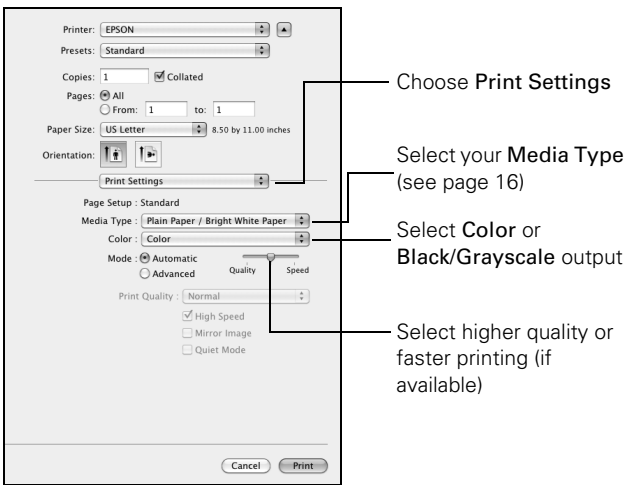 Printer: EPSON
Presets: Standard
Copies: 1 Collated
Pages: All
From: 1 to: 1
Paper Size: US Letter 8.50 by 11.00 inches
Orientation:
Print Settings
Page Setup : Standard
Media Type : Plain Paper / Bright White Paper
Color : Color
Mode : Automatic
Advanced
Quality Speed
Print Quality : Normal
High Speed
Mirror Image
Quiet Mode
Cancel Print
Choose Print Settings
Select your Media Type
(see page 16)
Select Color or
Black/Grayscale output
Select higher quality or
faster printing (if
available)